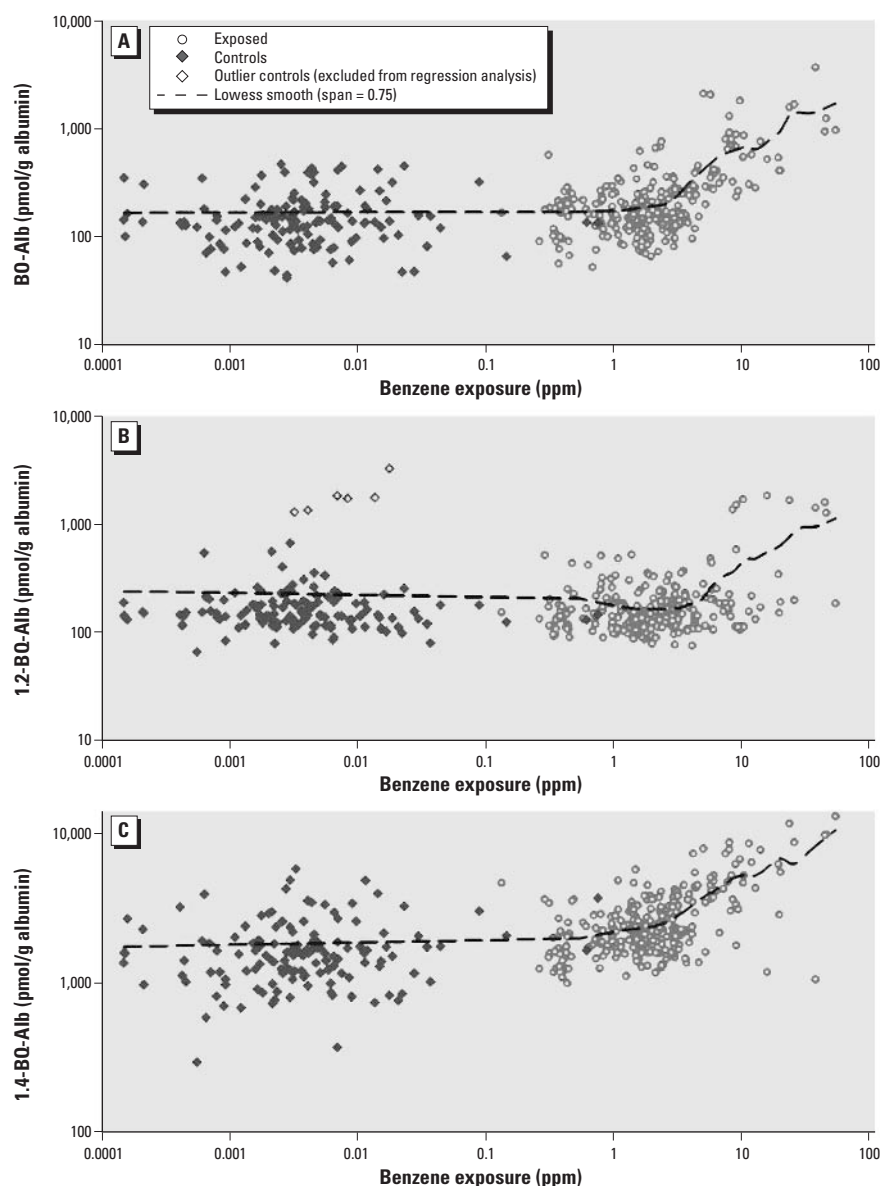 A
Exposed
Controls
Outlier controls (excluded from regression analysis)
Lowess smooth (span = 0.75)
10,000
1,000
100
10
BO-Alb (pmol/g albumin)
0.0001 0.001 0.01 0.1 1 10 100
Benzene exposure (ppm)
B
10,000
1,000
100
10
1.2-BQ-Alb (pmol/g albumin)
0.0001 0.001 0.01 0.1 1 10 100
Benzene exposure (ppm)
C
10,000
1,000
100
1.4-BQ-Alb (pmol/g albumin)
0.0001 0.001 0.01 0.1 1 10 100
Benzene exposure (ppm)